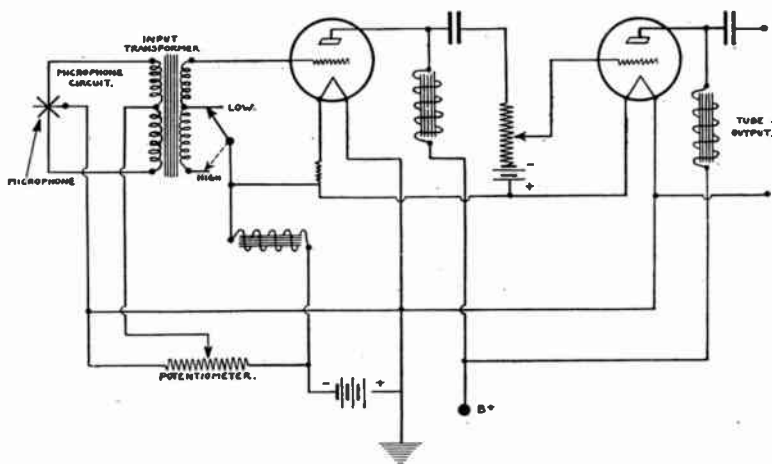 INPUT
TRANSFORMER
MICROPHONE
CIRCUIT.
LOW.
HIGH
MICROPHONE
TUBE
OUTPUT.
-
+
POTENTIOMETER.
- +
B+